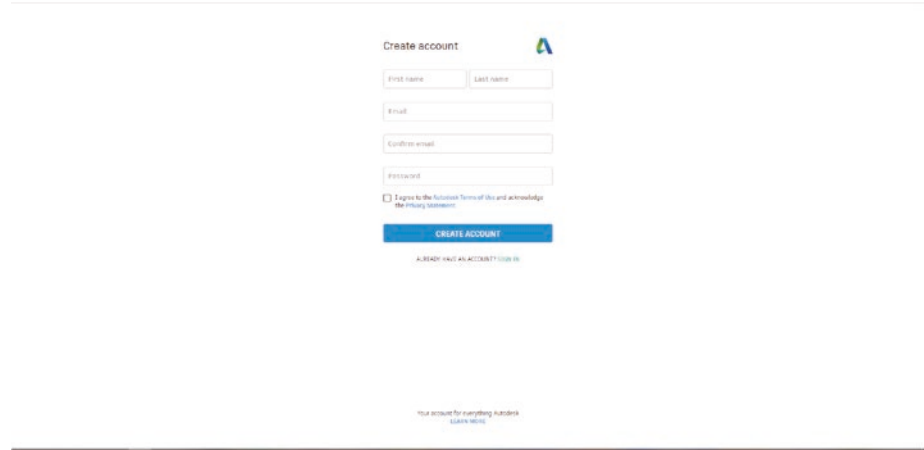 Create account
First name Last name
Email
Confirm email
Password
I agree to the Autodesk Terms of Use and acknowledge
the Privacy Statement
CREATE ACCOUNT
ALREADY HAVE AN ACCOUNT? SIGN IN
Your account for everything Autodesk
LEARN MORE